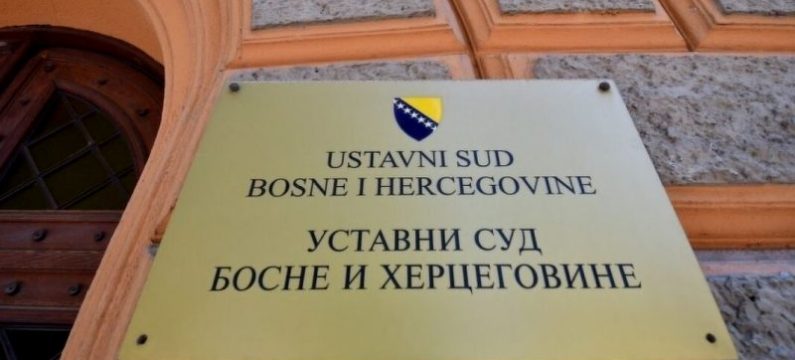 USTAVNI SUD
BOSNE I HERCEGOVINE
УСТАВНИ СУД
БОСНЕ И ХЕРЦЕГОВИНЕ